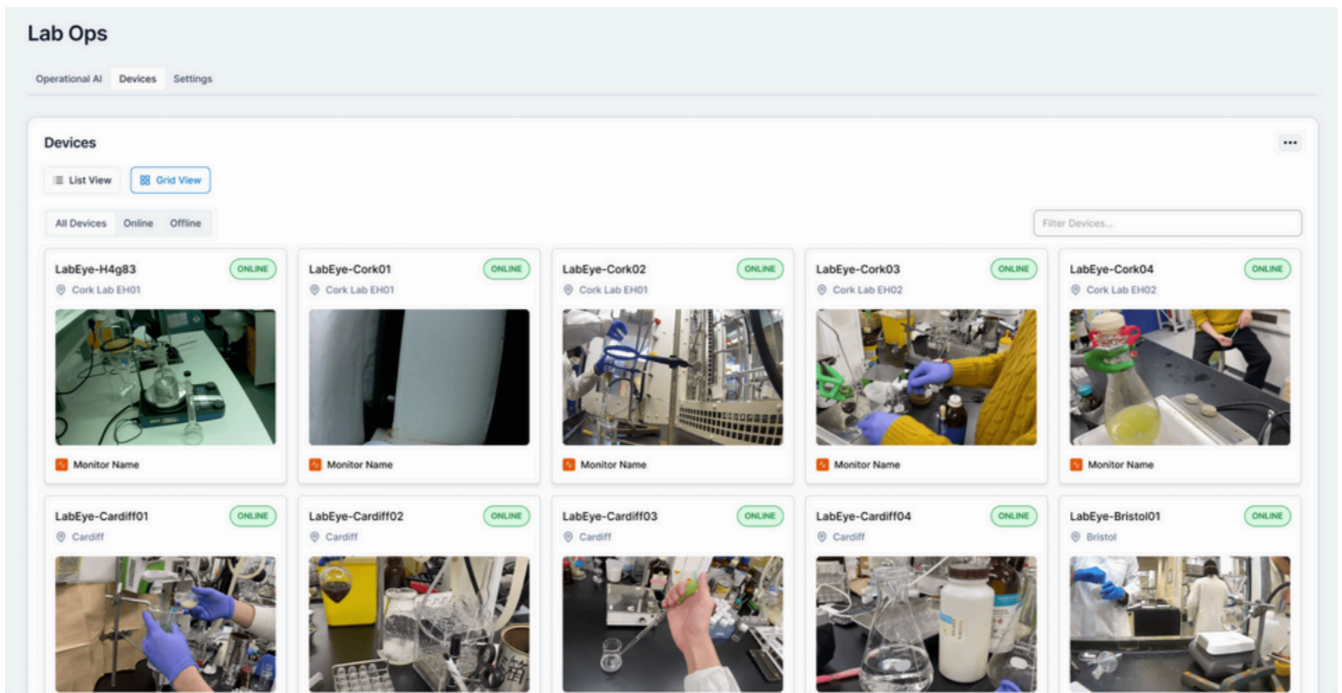 Lab Ops
Operational AI Devices Settings
Devices
List View Grid View
All Devices Online Offline
Filter Devices...
LabEye-H4g83 ONLINE
Cork Lab EH01
Monitor Name
LabEye-Cork01 ONLINE
Cork Lab EH01
Monitor Name
LabEye-Cork02 ONLINE
Cork Lab EH01
Monitor Name
LabEye-Cork03 ONLINE
Cork Lab EH02
Monitor Name
LabEye-Cork04 ONLINE
Cork Lab EH02
Monitor Name
LabEye-Cardiff01 ONLINE
Cardiff
LabEye-Cardiff02 ONLINE
Cardiff
LabEye-Cardiff03 ONLINE
Cardiff
LabEye-Cardiff04 ONLINE
Cardiff
LabEye-Bristol01 ONLINE
Bristol